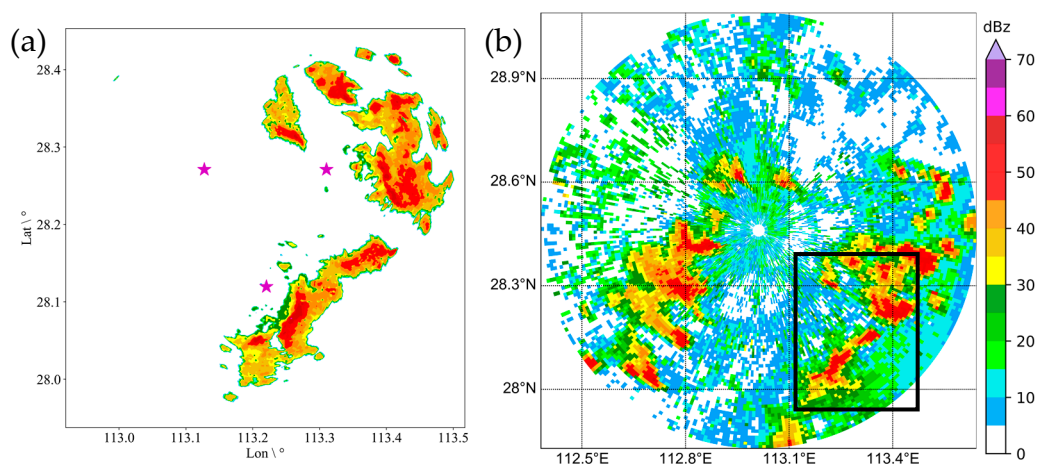 (a)
28.4
28.3
28.2
28.1
28.0
Lat \ °
113.0 113.1 113.2 113.3 113.4 113.5
Lon \ °
(b)
28.9°N
28.6°N
28.3°N
28°N
112.5°E 112.8°E 113.1°E 113.4°E
dBz
70
60
50
40
30
20
10
0